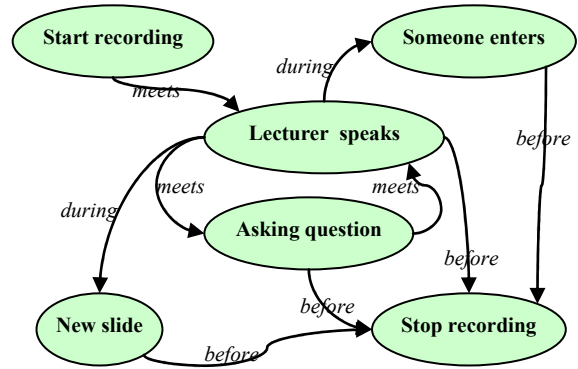 Start recording
Someone enters
during
meets
Lecturer speaks
before
meets
meets
during
Asking question
before
before
New slide
Stop recording
before